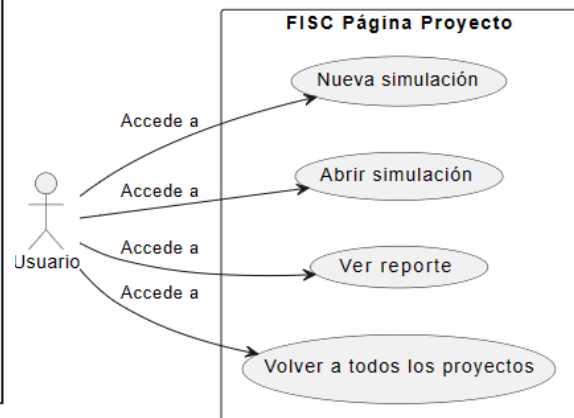 FISC Página Proyecto
Nueva simulación
Accede a
Abrir simulación
Accede a
Accede a
Usuario
Ver reporte
Accede a
Volver a todos los proyectos